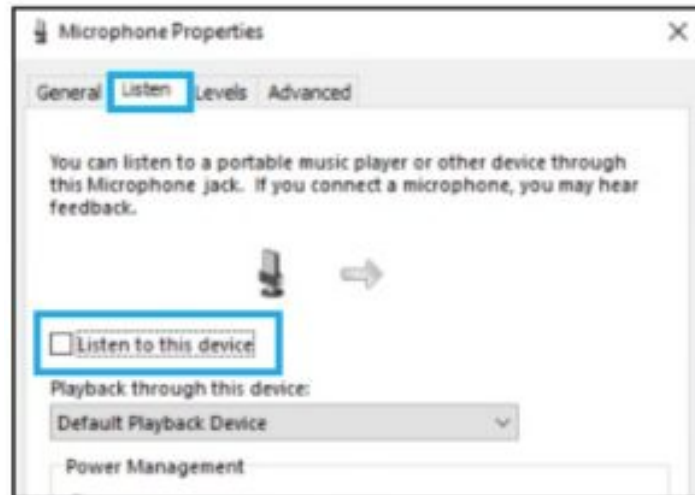 Microphone Properties
General Listen Levels Advanced
You can listen to a portable music player or other device through
this Microphone jack. If you connect a microphone, you may hear
feedback.
Listen to this device
Playback through this device:
Default Playback Device
Power Management